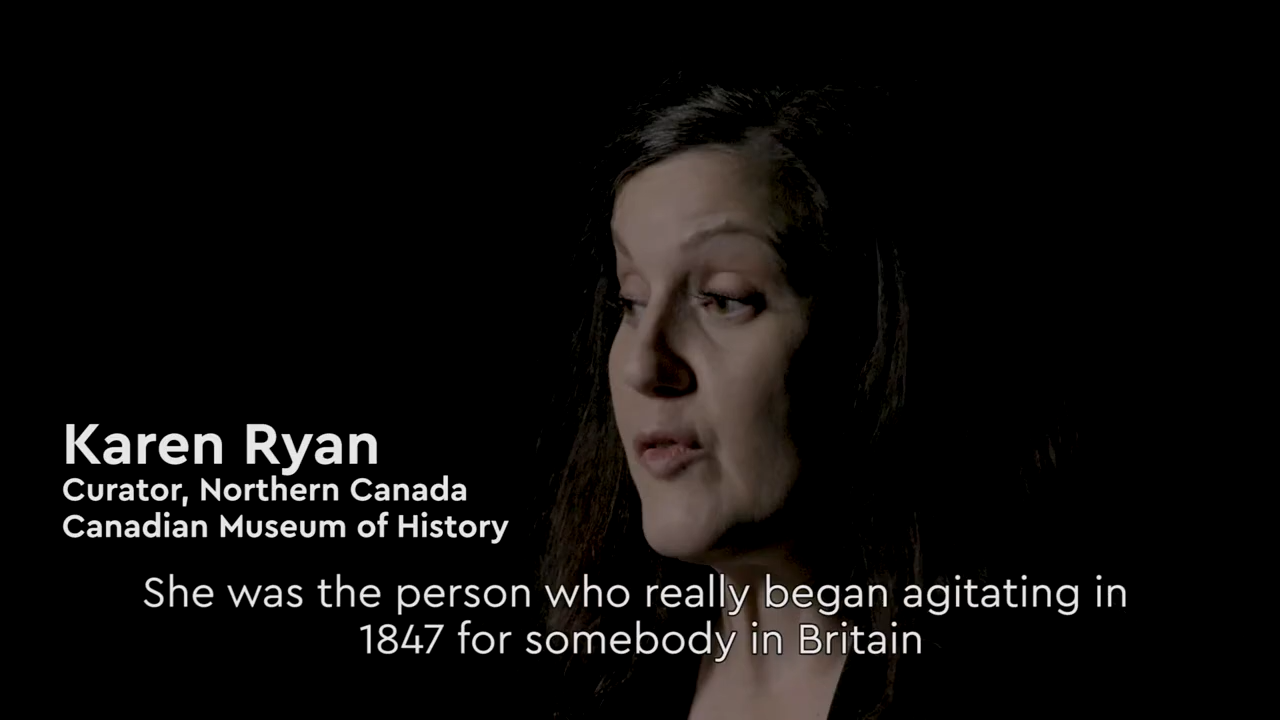 Karen Ryan
Curator, Northern Canada
Canadian Museum of History
She was the person who really began agitating in
1847 for somebody in Britain